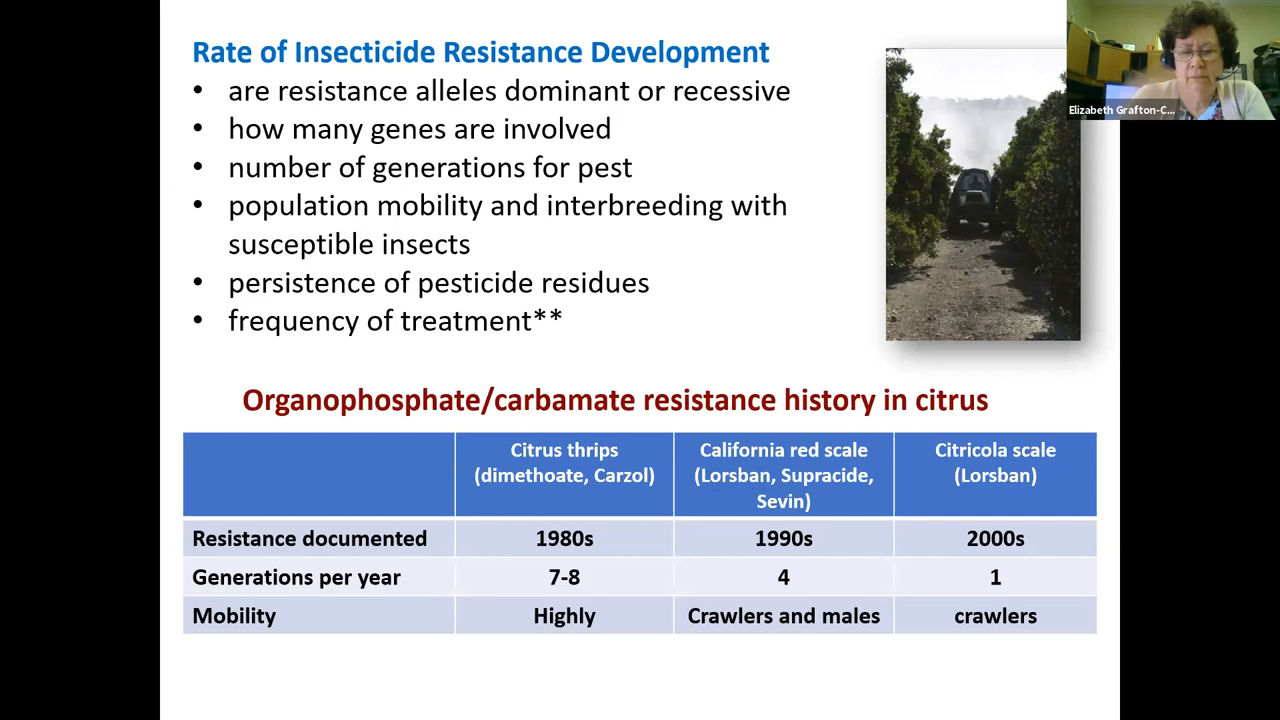 Rate of Insecticide Resistance Development
• are resistance alleles dominant or recessive
• how many genes are involved
• number of generations for pest
• population mobility and interbreeding with
susceptible insects
• persistence of pesticide residues
• frequency of treatment**
Elizabeth Grafton-C...
Organophosphate/carbamate resistance history in citrus
Citrus thrips
(dimethoate, Carzol)
California red scale
(Lorsban, Supracide,
Sevin)
Citricola scale
(Lorsban)
Resistance documented 1980s 1990s 2000s
Generations per year 7-8 4 1
Mobility Highly Crawlers and males crawlers